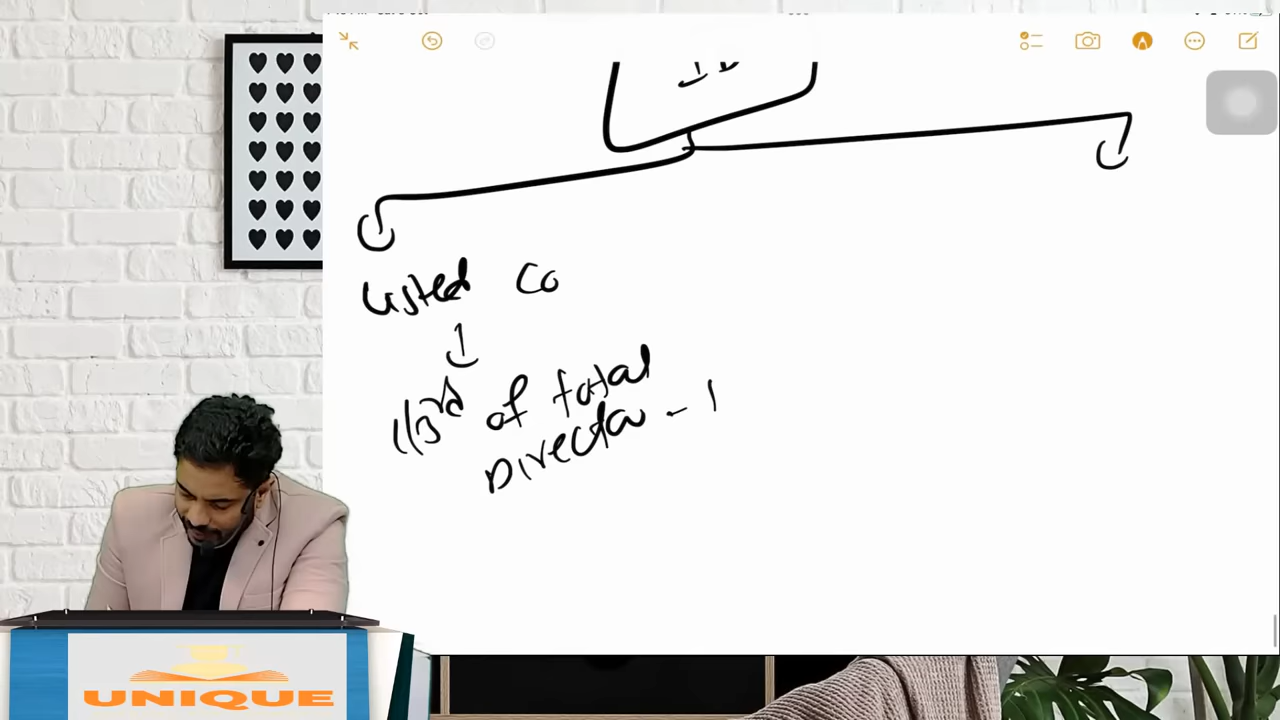 Listed Co
1/3rd of total
Director - 1
UNIQUE